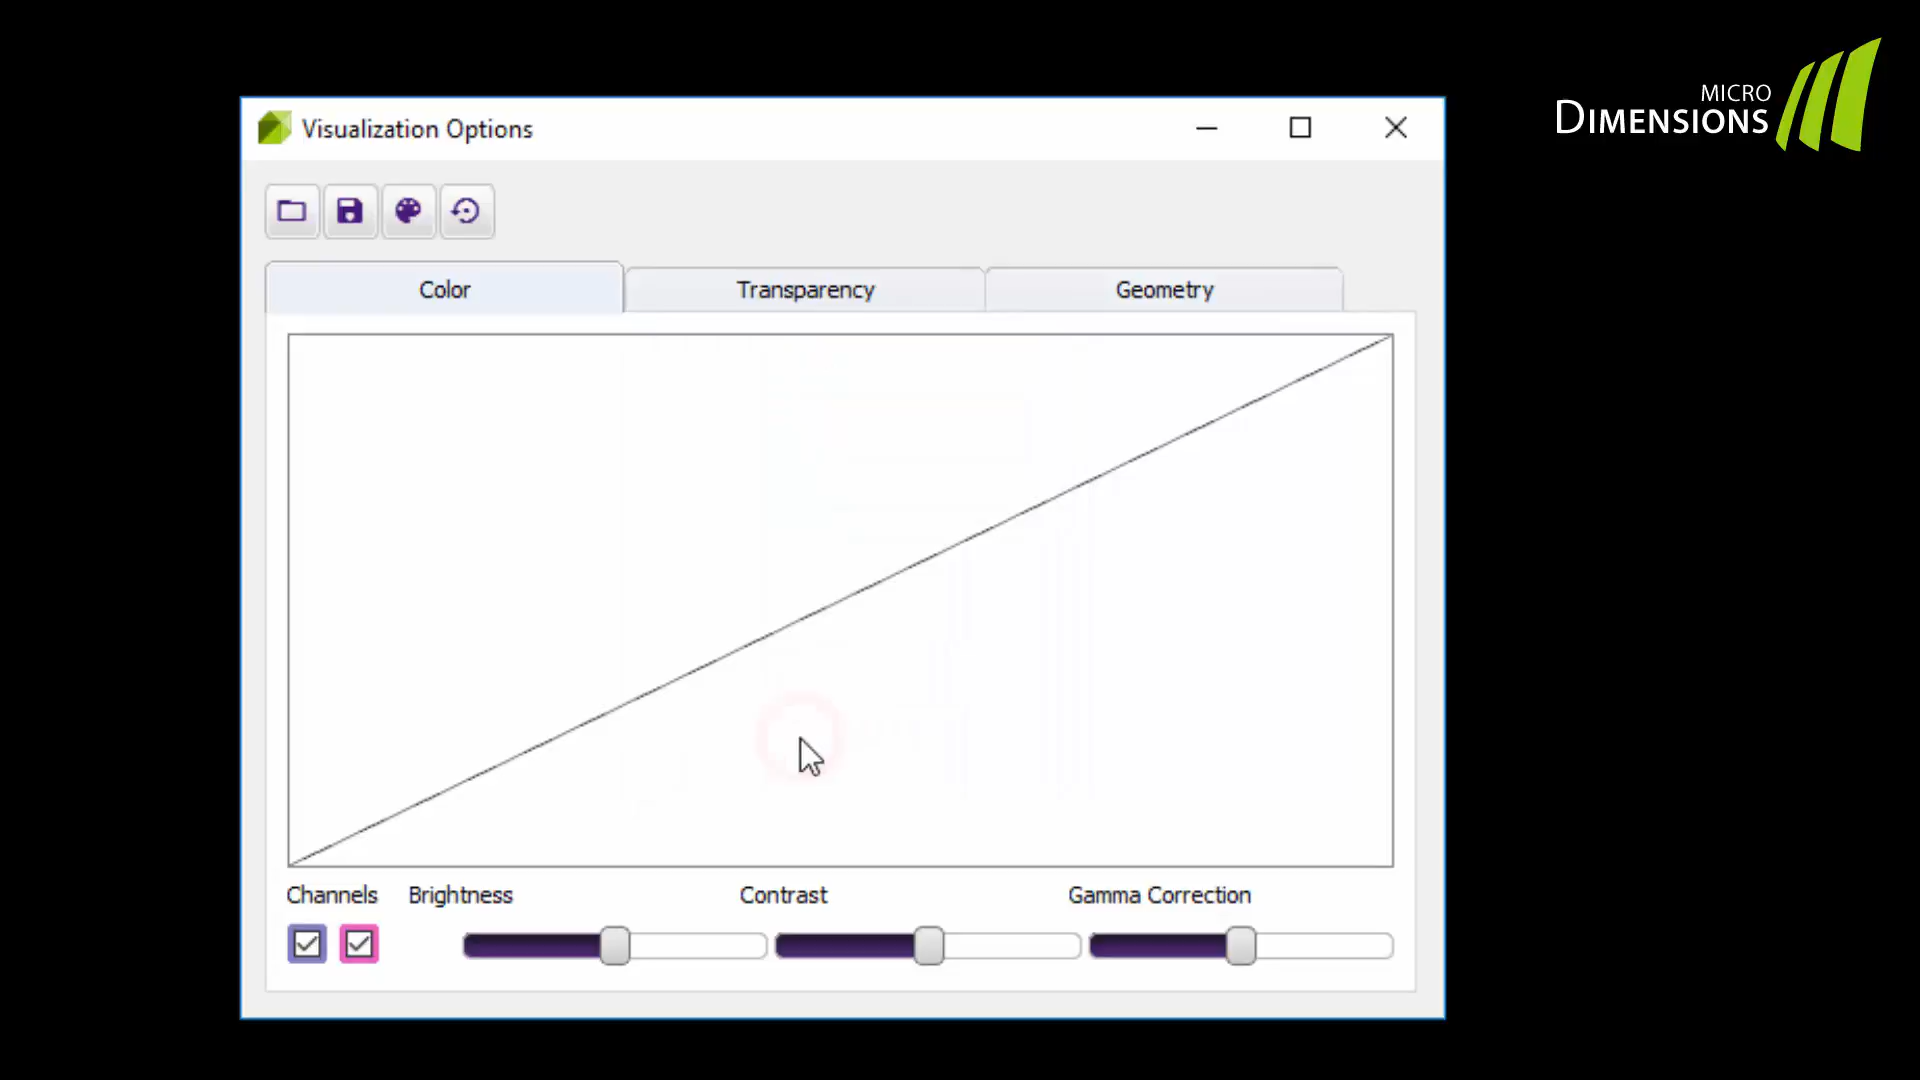 MICRO
DIMENSIONS
Visualization Options
Color
Transparency
Geometry
Channels
Brightness
Contrast
Gamma Correction